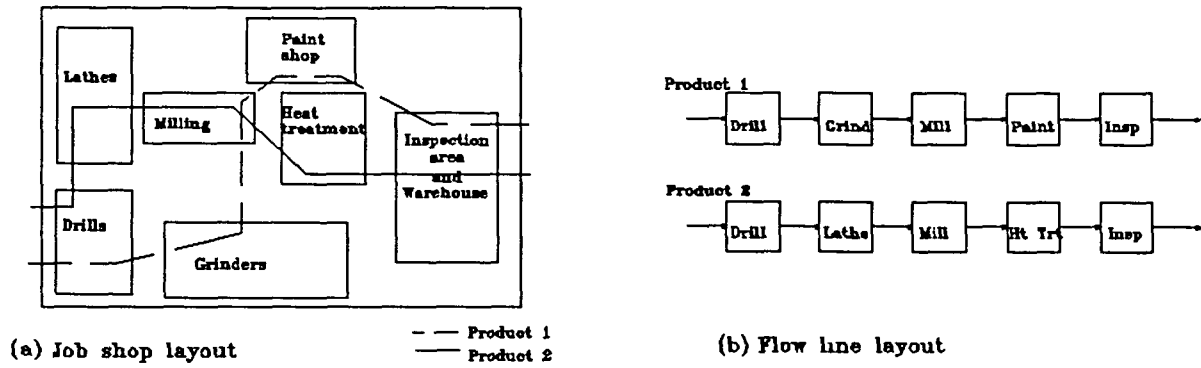 Paint
shop
Lathes
Milling
Heat
treatment
Inspection
area
and
Warehouse
Drills
Grinders
Product 1
Product 2
(a) Job shop layout
Product 1
Drill
Grind
Mill
Paint
Insp
Product 2
Drill
Lathe
Mill
Ht Trt
Insp
(b) Flow line layout